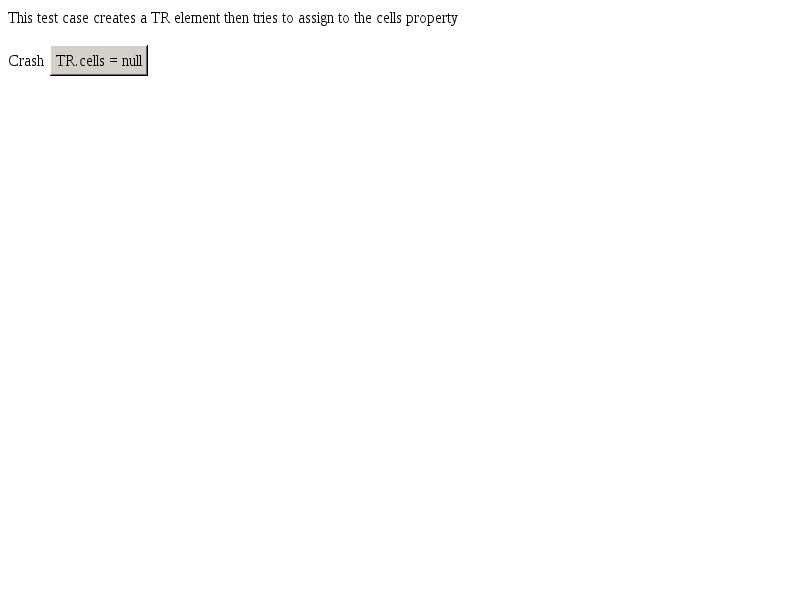 This test case creates a TR element then tries to assign to the cells property
Crash TR.cells = null